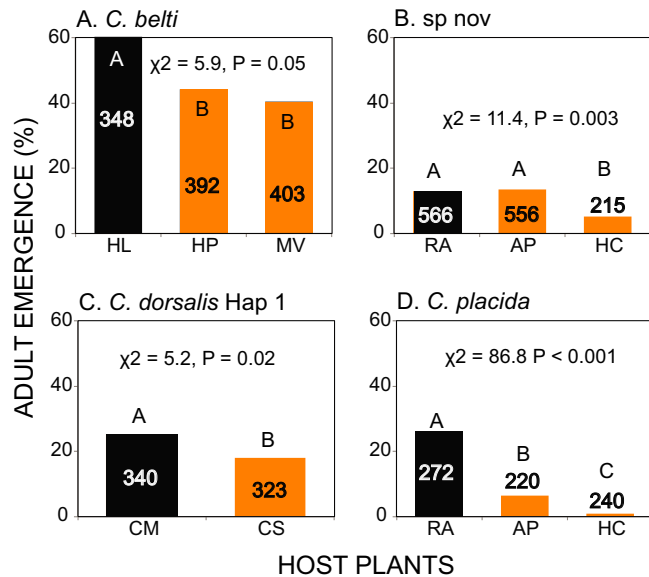 A. C. belti
B. sp nov
60
40
20
0
A
χ2 = 5.9, P = 0.05
B
B
348
392
403
HL
HP
MV
60
40
20
0
χ2 = 11.4, P = 0.003
A
A
B
566
556
215
RA
AP
HC
C. C. dorsalis Hap 1
D. C. placida
60
40
20
0
χ2 = 5.2, P = 0.02
A
B
340
323
CM
CS
60
40
20
0
χ2 = 86.8 P < 0.001
A
B
C
272
220
240
RA
AP
HC
ADULT EMERGENCE (%)
HOST PLANTS